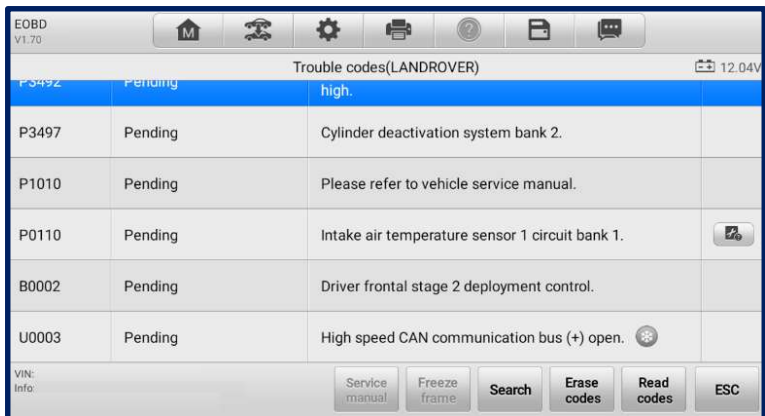 EOBD
V1.70
M
Trouble codes(LANDROVER) 12.04V
P3492 Pending high.
P3497 Pending Cylinder deactivation system bank 2.
P1010 Pending Please refer to vehicle service manual.
P0110 Pending Intake air temperature sensor 1 circuit bank 1.
B0002 Pending Driver frontal stage 2 deployment control.
U0003 Pending High speed CAN communication bus (+) open.
VIN:
Info:
Service manual
Freeze frame
Search
Erase codes
Read codes
ESC